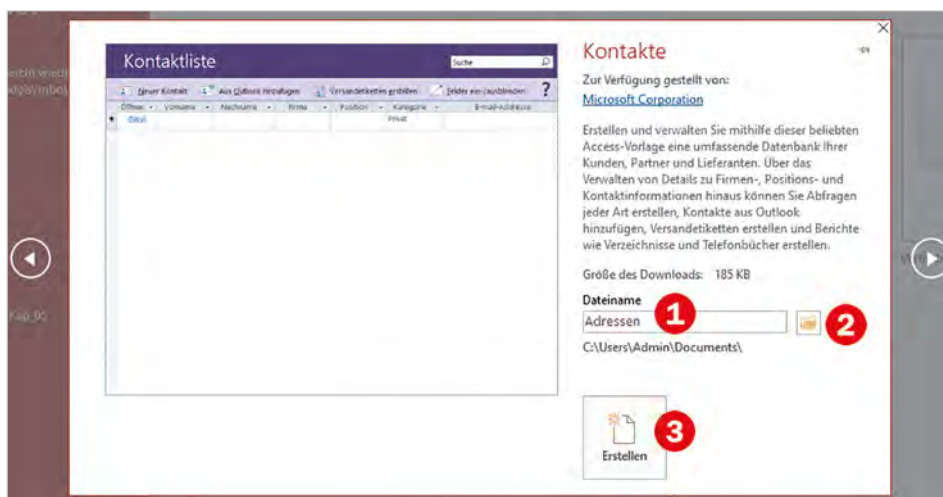 Kontaktliste
Suche
Neuer Kontakt Aus Outlook hinzufügen Versandetiketten erstellen Felder ein-/ausblenden ?
Öffnen Vorname Nachname Firma Position Kategorie E-Mail-Adresse
(Neu) Privat
Kontakte
Zur Verfügung gestellt von:
Microsoft Corporation
Erstellen und verwalten Sie mithilfe dieser beliebten
Access-Vorlage eine umfassende Datenbank Ihrer
Kunden, Partner und Lieferanten. Über das
Verwalten von Details zu Firmen-, Positions- und
Kontaktinformationen hinaus können Sie Abfragen
jeder Art erstellen, Kontakte aus Outlook
hinzufügen, Versandetiketten erstellen und Berichte
wie Verzeichnisse und Telefonbücher erstellen.
Größe des Downloads: 185 KB
Dateiname
Adressen 1
2
C:\Users\Admin\Documents\
3
Erstellen